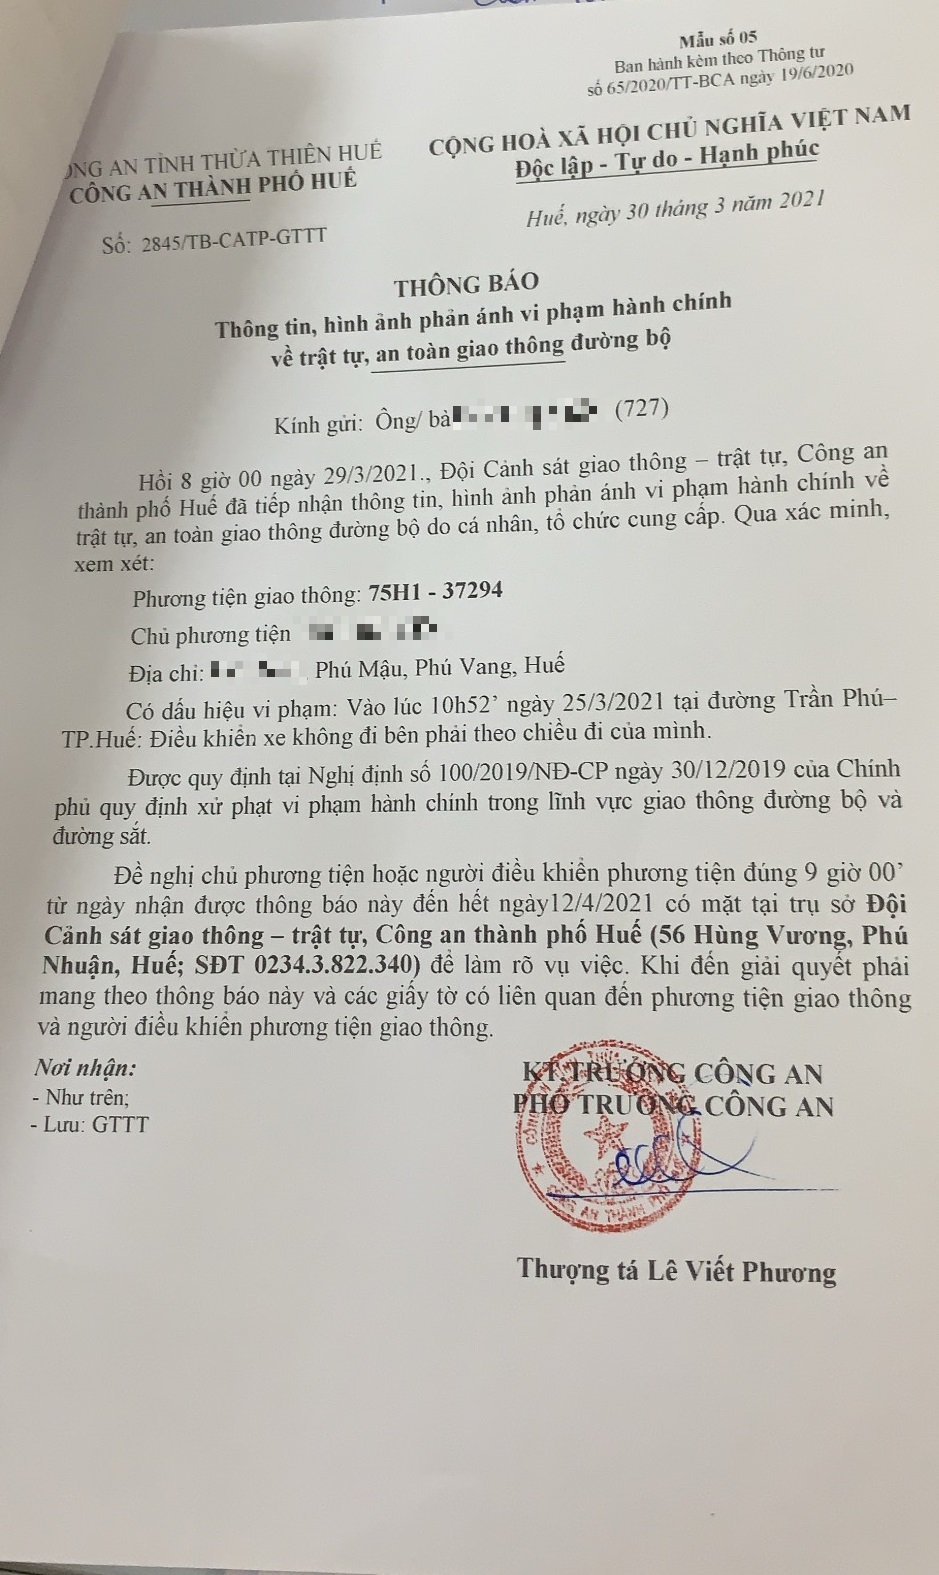 Mẫu số 05
Ban hành kèm theo Thông tư
số 65/2020/TT-BCA ngày 19/6/2020
ÔNG AN TỈNH THỪA THIÊN HUẾ
CÔNG AN THÀNH PHỐ HUẾ
CỘNG HOÀ XÃ HỘI CHỦ NGHĨA VIỆT NAM
Độc lập - Tự do - Hạnh phúc
Số: 2845/TB-CATP-GTTT
Huế, ngày 30 tháng 3 năm 2021
THÔNG BÁO
Thông tin, hình ảnh phản ánh vi phạm hành chính
về trật tự, an toàn giao thông đường bộ
Kính gửi: Ông/ bà (727)
Hồi 8 giờ 00 ngày 29/3/2021., Đội Cảnh sát giao thông – trật tự, Công an
thành phố Huế đã tiếp nhận thông tin, hình ảnh phản ánh vi phạm hành chính về
trật tự, an toàn giao thông đường bộ do cá nhân, tổ chức cung cấp. Qua xác minh,
xem xét:
Phương tiện giao thông: 75H1 - 37294
Chủ phương tiện
Địa chỉ: Phú Mậu, Phú Vang, Huế
Có dấu hiệu vi phạm: Vào lúc 10h52’ ngày 25/3/2021 tại đường Trần Phú–
TP.Huế: Điều khiển xe không đi bên phải theo chiều đi của mình.
Được quy định tại Nghị định số 100/2019/NĐ-CP ngày 30/12/2019 của Chính
phủ quy định xử phạt vi phạm hành chính trong lĩnh vực giao thông đường bộ và
đường sắt.
Đề nghị chủ phương tiện hoặc người điều khiển phương tiện đúng 9 giờ 00’
từ ngày nhận được thông báo này đến hết ngày12/4/2021 có mặt tại trụ sở Đội
Cảnh sát giao thông – trật tự, Công an thành phố Huế (56 Hùng Vương, Phú
Nhuận, Huế; SĐT 0234.3.822.340) để làm rõ vụ việc. Khi đến giải quyết phải
mang theo thông báo này và các giấy tờ có liên quan đến phương tiện giao thông
và người điều khiển phương tiện giao thông.
Nơi nhận:
- Như trên;
- Lưu: GTTT
KT.TRƯỞNG CÔNG AN
PHÓ TRƯỞNG CÔNG AN
CÔNG AN THÀNH PHỐ
Thượng tá Lê Viết Phương